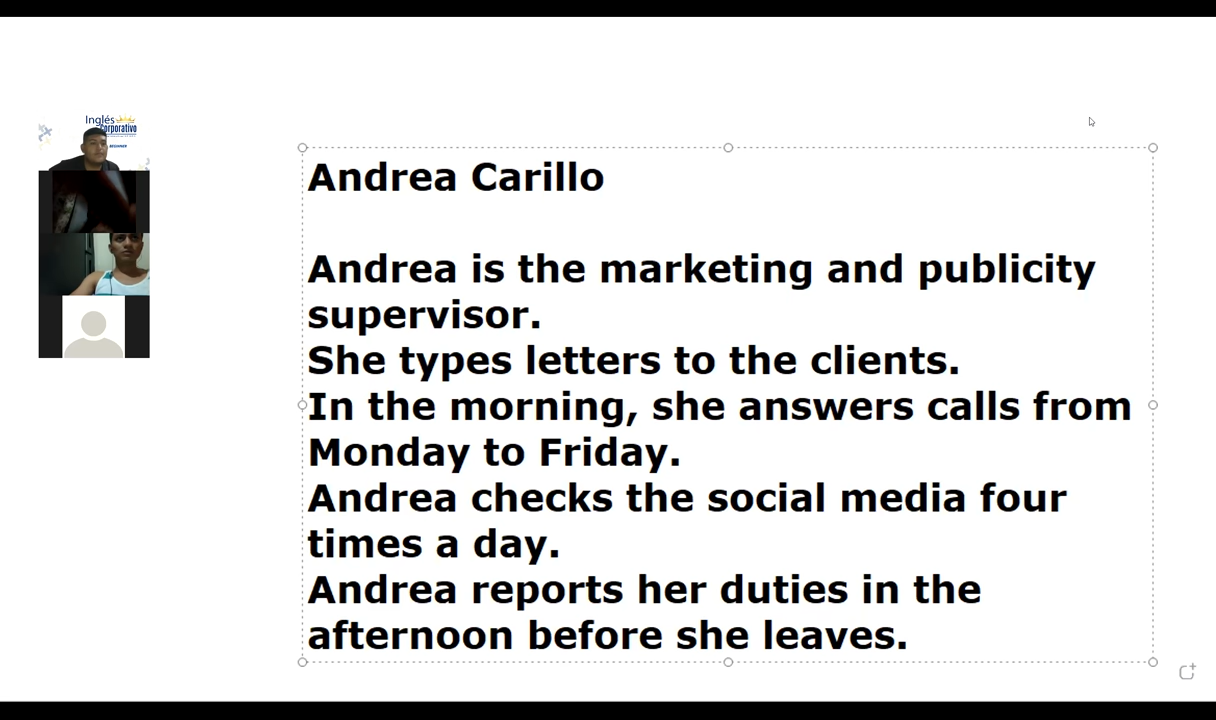 Inglés
Corporativo
BEGINNER
Andrea Carillo
Andrea is the marketing and publicity
supervisor.
She types letters to the clients.
In the morning, she answers calls from
Monday to Friday.
Andrea checks the social media four
times a day.
Andrea reports her duties in the
afternoon before she leaves.